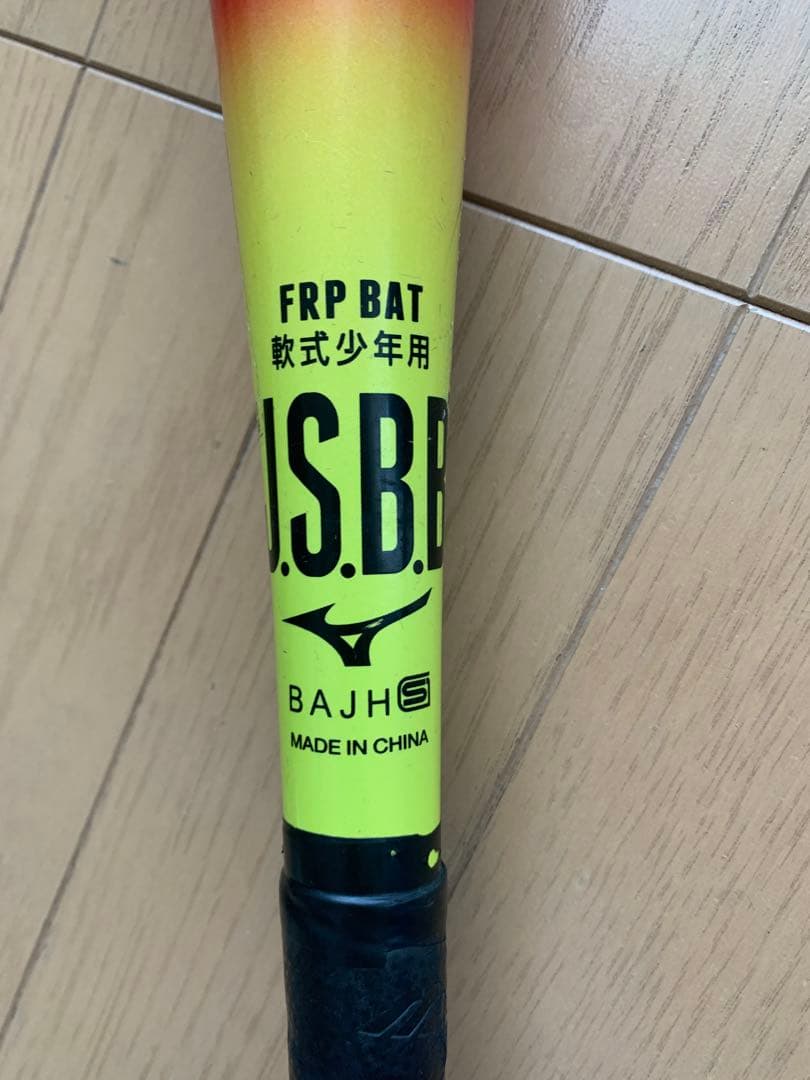 FRP BAT
軟式少年用
J.S.B.B
BAJH S
MADE IN CHINA